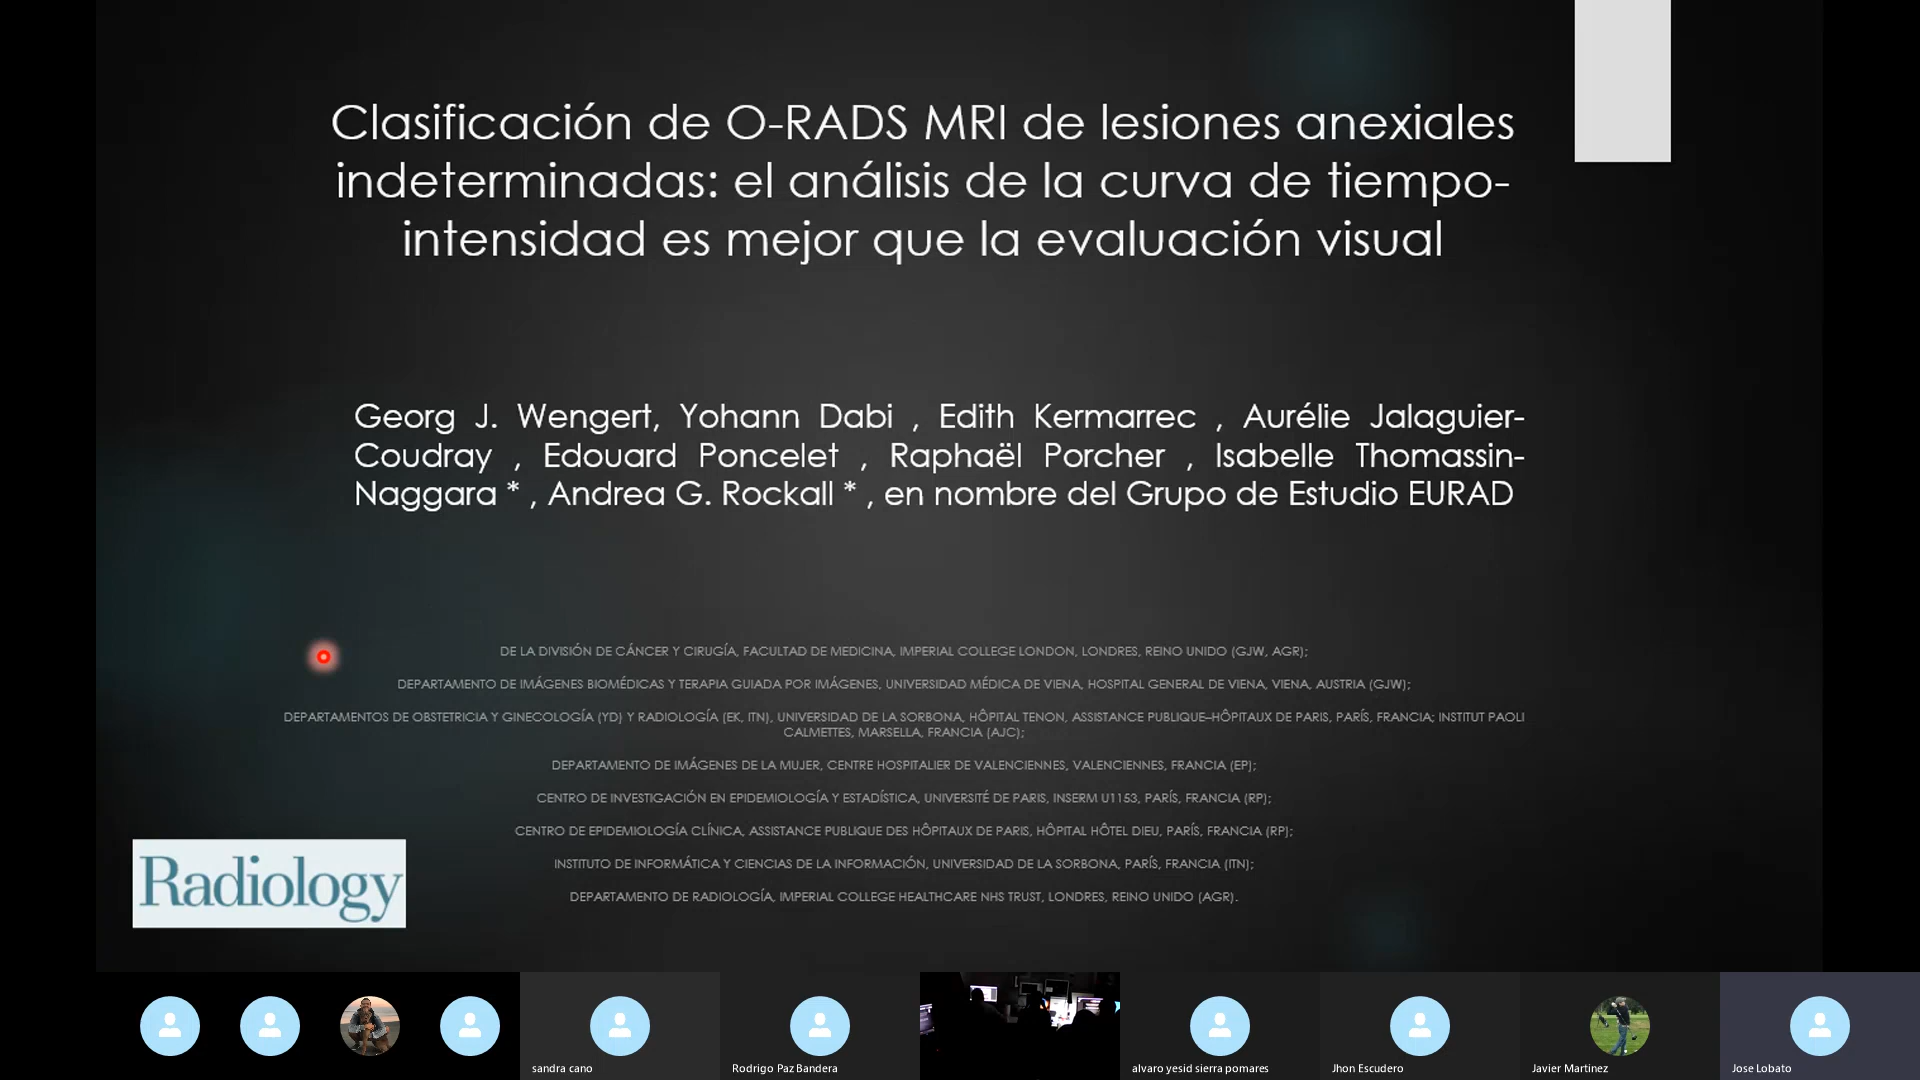 Clasificación de O-RADS MRI de lesiones anexiales
indeterminadas: el análisis de la curva de tiempo-
intensidad es mejor que la evaluación visual
Georg J. Wengert, Yohann Dabi , Edith Kermarrec , Aurélie Jalaguier-
Coudray , Edouard Poncelet , Raphaël Porcher , Isabelle Thomassin-
Naggara * , Andrea G. Rockall * , en nombre del Grupo de Estudio EURAD
DE LA DIVISIÓN DE CÁNCER Y CIRUGÍA, FACULTAD DE MEDICINA, IMPERIAL COLLEGE LONDON, LONDRES, REINO UNIDO (GJW, AGR);
DEPARTAMENTO DE IMÁGENES BIOMÉDICAS Y TERAPIA GUIADA POR IMÁGENES, UNIVERSIDAD MÉDICA DE VIENA, HOSPITAL GENERAL DE VIENA, VIENA, AUSTRIA (GJW);
DEPARTAMENTOS DE OBSTETRICIA Y GINECOLOGÍA (YD) Y RADIOLOGÍA (EK, ITN), UNIVERSIDAD DE LA SORBONA, HÔPITAL TENON, ASSISTANCE PUBLIQUE–HÔPITAUX DE PARIS, PARÍS, FRANCIA; INSTITUT PAOLI
CALMETTES, MARSELLA, FRANCIA (AJC);
DEPARTAMENTO DE IMÁGENES DE LA MUJER, CENTRE HOSPITALIER DE VALENCIENNES, VALENCIENNES, FRANCIA (EP);
CENTRO DE INVESTIGACIÓN EN EPIDEMIOLOGÍA Y ESTADÍSTICA, UNIVERSITÉ DE PARIS, INSERM U1153, PARÍS, FRANCIA (RP);
CENTRO DE EPIDEMIOLOGÍA CLÍNICA, ASSISTANCE PUBLIQUE DES HÔPITAUX DE PARIS, HÔPITAL HÔTEL DIEU, PARÍS, FRANCIA (RP);
INSTITUTO DE INFORMÁTICA Y CIENCIAS DE LA INFORMACIÓN, UNIVERSIDAD DE LA SORBONA, PARÍS, FRANCIA (ITN);
DEPARTAMENTO DE RADIOLOGÍA, IMPERIAL COLLEGE HEALTHCARE NHS TRUST, LONDRES, REINO UNIDO (AGR).
Radiology
sandra cano
Rodrigo Paz Bandera
alvaro yesid sierra pomares
Jhon Escudero
Javier Martinez
Jose Lobato